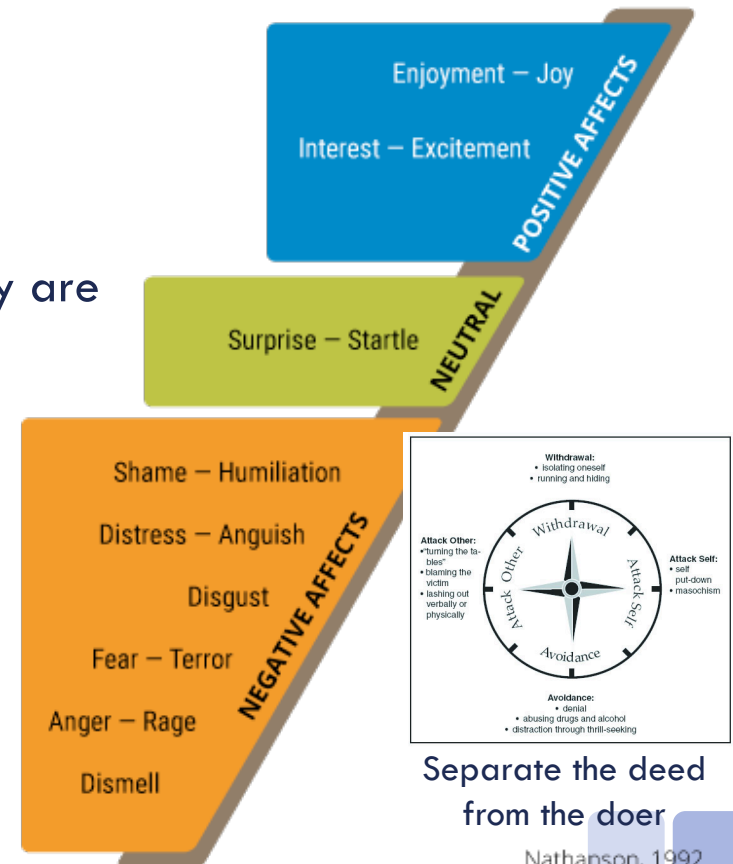 Enjoyment – Joy
Interest – Excitement
POSITIVE AFFECTS
y are
Surprise – Startle
NEUTRAL
Shame – Humiliation
Distress – Anguish
Disgust
Fear – Terror
Anger – Rage
Dismell
NEGATIVE AFFECTS
Withdrawal:
• isolating oneself
• running and hiding
Attack Other:
•"turning the ta-
bles"
• blaming the
victim
• lashing out
verbally or
physically
Withdrawal
Attack Other
Attack Self
Avoidance
Attack Self:
• self
put-down
• masochism
Avoidance:
• denial
• abusing drugs and alcohol
• distraction through thrill-seeking
Separate the deed
from the doer
Nathanson, 1992